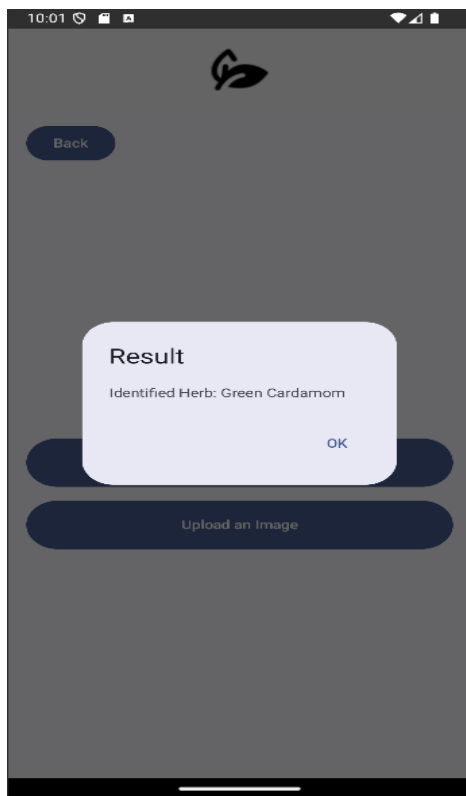 10:01
Back
Result
Identified Herb: Green Cardamom
OK
Upload an Image